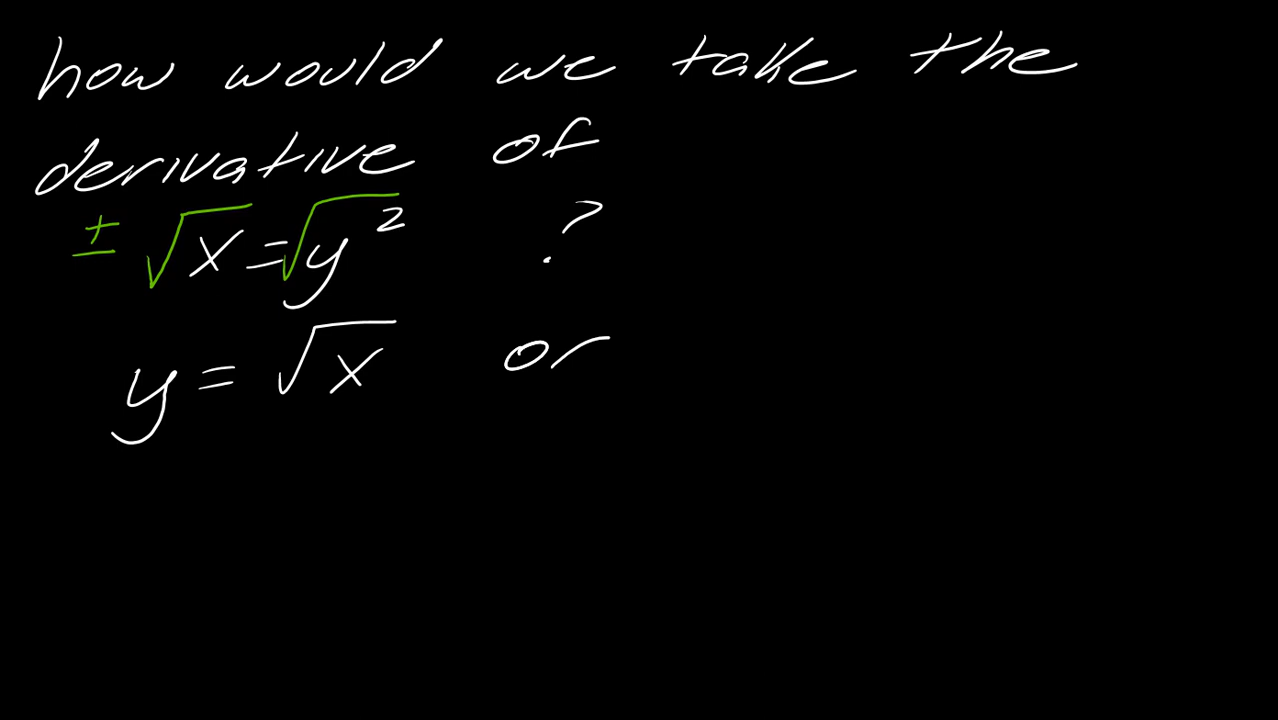 how would we take the
derivative of
± √x = √y² ?
y = √x or